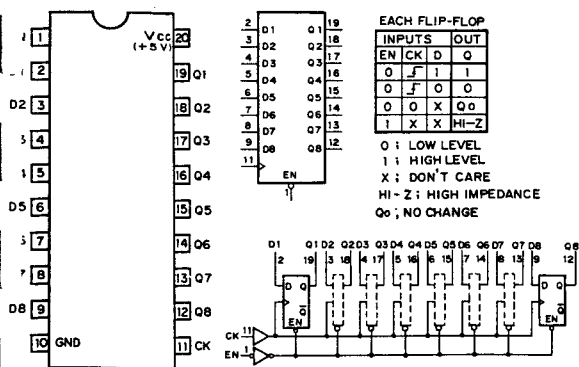 1
2
D2 3
4
5
D5 6
7
8
D8 9
10 GND
VCC 20
(+5V)
19 Q1
18 Q2
17 Q3
16 Q4
15 Q5
14 Q6
13 Q7
12 Q8
11 CK
2 D1 Q1 19
3 D2 Q2 18
4 D3 Q3 17
5 D4 Q4 16
6 D5 Q5 15
7 D6 Q6 14
8 D7 Q7 13
9 D8 Q8 12
11
EN
1
EACH FLIP-FLOP
INPUTS OUT
EN CK D Q
0 1 1
0 0 0
0 0 X Qo
1 X X HI-Z
0 ; LOW LEVEL
1 ; HIGH LEVEL
X ; DON'T CARE
HI-Z ; HIGH IMPEDANCE
Qo ; NO CHANGE
D1 Q1 D2 Q2 D3 Q3 D4 Q4 D5 Q5 D6 Q6 D7 Q7 D8 Q8
2 19 3 18 4 17 5 16 6 15 7 14 8 13 9 12
D Q D Q
Q Q
EN EN
CK 11
EN 1